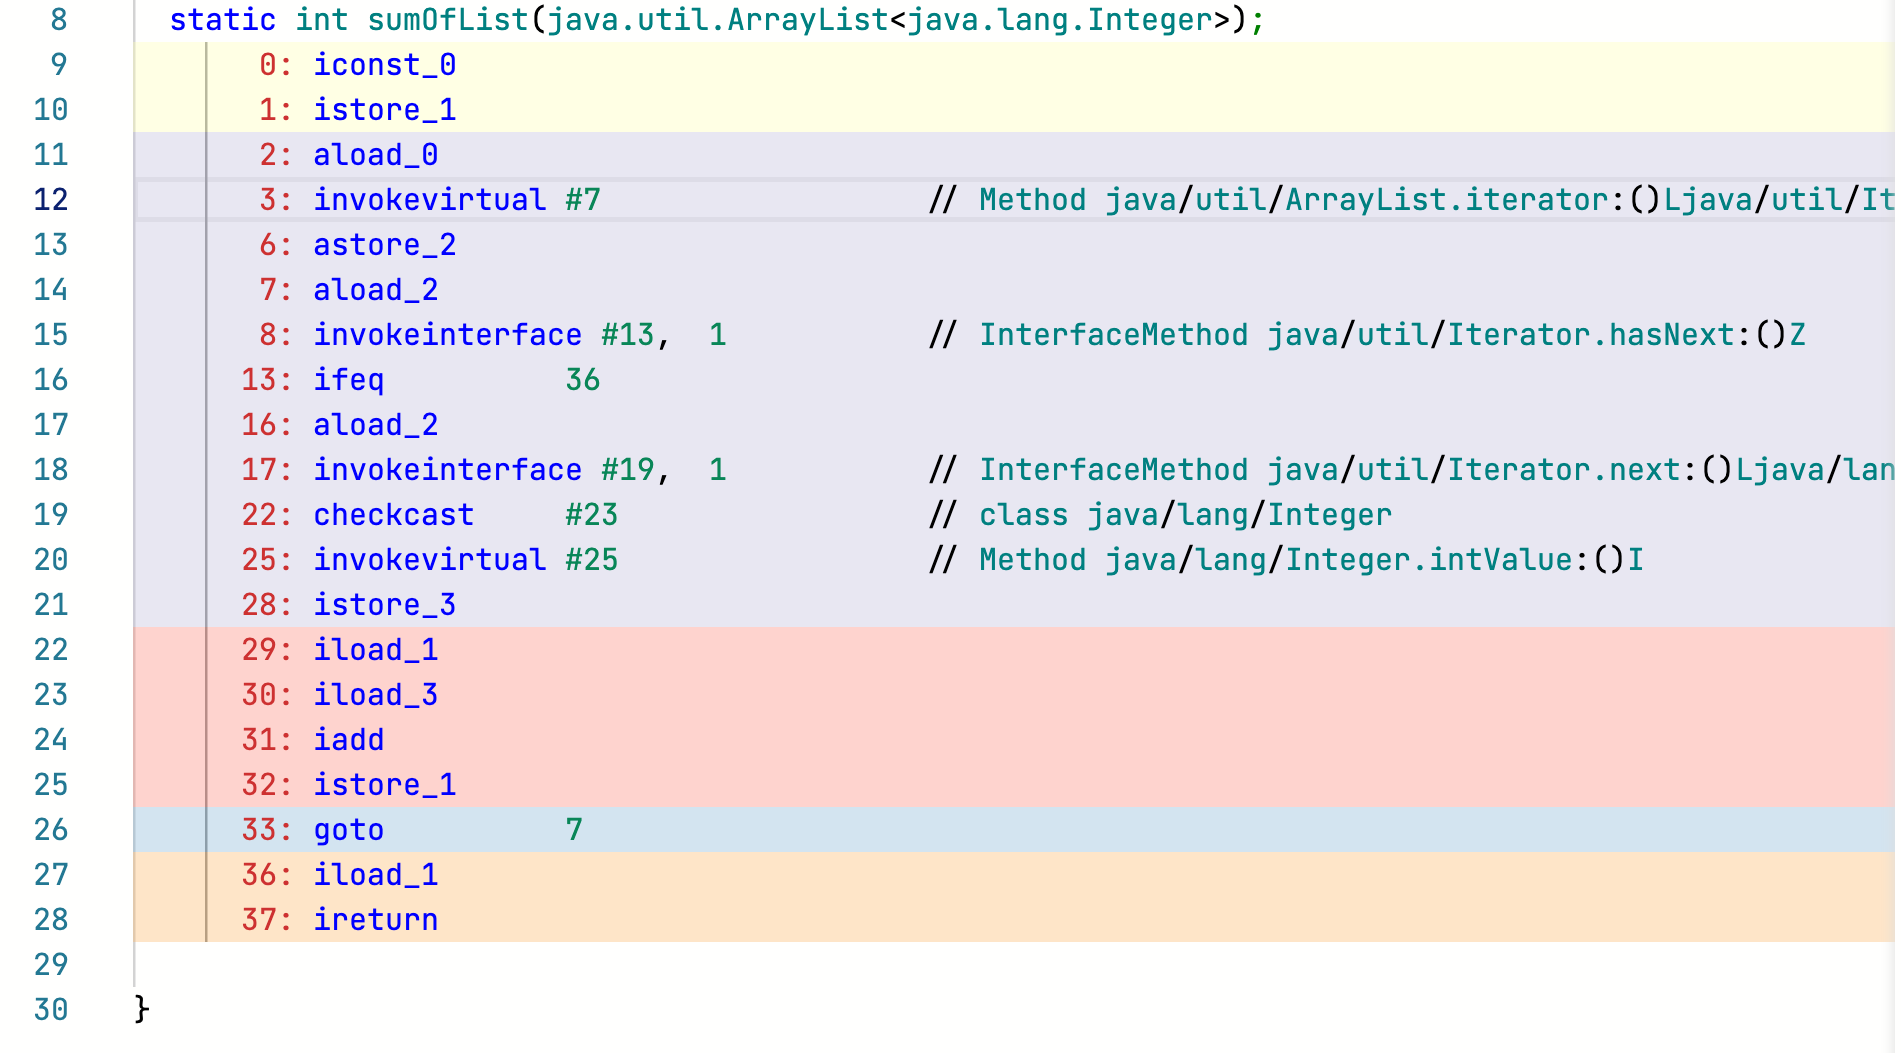 8 static int sumOfList(java.util.ArrayList<java.lang.Integer>);
9 0: iconst_0
10 1: istore_1
11 2: aload_0
12 3: invokevirtual #7 // Method java/util/ArrayList.iterator:()Ljava/util/It
13 6: astore_2
14 7: aload_2
15 8: invokeinterface #13, 1 // InterfaceMethod java/util/Iterator.hasNext:()Z
16 13: ifeq 36
17 16: aload_2
18 17: invokeinterface #19, 1 // InterfaceMethod java/util/Iterator.next:()Ljava/lan
19 22: checkcast #23 // class java/lang/Integer
20 25: invokevirtual #25 // Method java/lang/Integer.intValue:()I
21 28: istore_3
22 29: iload_1
23 30: iload_3
24 31: iadd
25 32: istore_1
26 33: goto 7
27 36: iload_1
28 37: ireturn
29
30 }